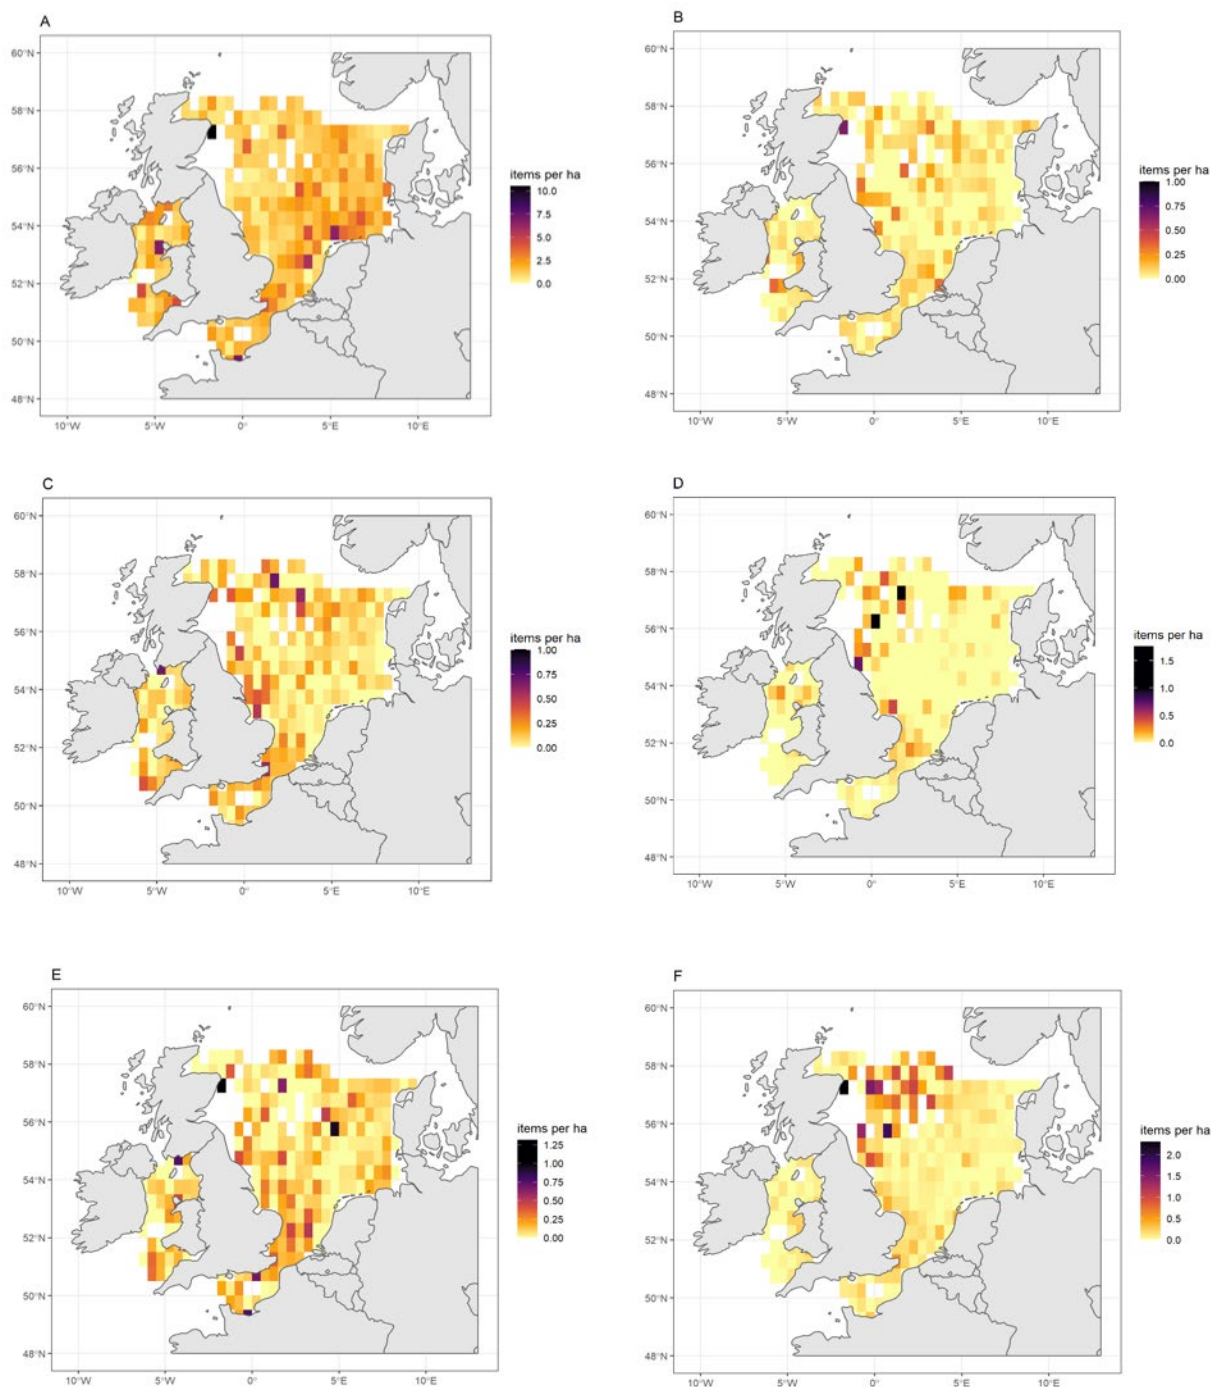 A
60°N
58°N
56°N
54°N
52°N
50°N
48°N
10°W
5°W
0°
5°E
10°E
items per ha
10.0
7.5
5.0
2.5
0.0
B
60°N
58°N
56°N
54°N
52°N
50°N
48°N
10°W
5°W
0°
5°E
10°E
items per ha
1.00
0.75
0.50
0.25
0.00
C
60°N
58°N
56°N
54°N
52°N
50°N
48°N
10°W
5°W
0°
5°E
10°E
items per ha
1.00
0.75
0.50
0.25
0.00
D
60°N
58°N
56°N
54°N
52°N
50°N
48°N
10°W
5°W
0°
5°E
10°E
items per ha
1.5
1.0
0.5
0.0
E
60°N
58°N
56°N
54°N
52°N
50°N
48°N
10°W
5°W
0°
5°E
10°E
items per ha
1.25
1.00
0.75
0.50
0.25
0.00
F
60°N
58°N
56°N
54°N
52°N
50°N
48°N
10°W
5°W
0°
5°E
10°E
items per ha
2.0
1.5
1.0
0.5
0.0